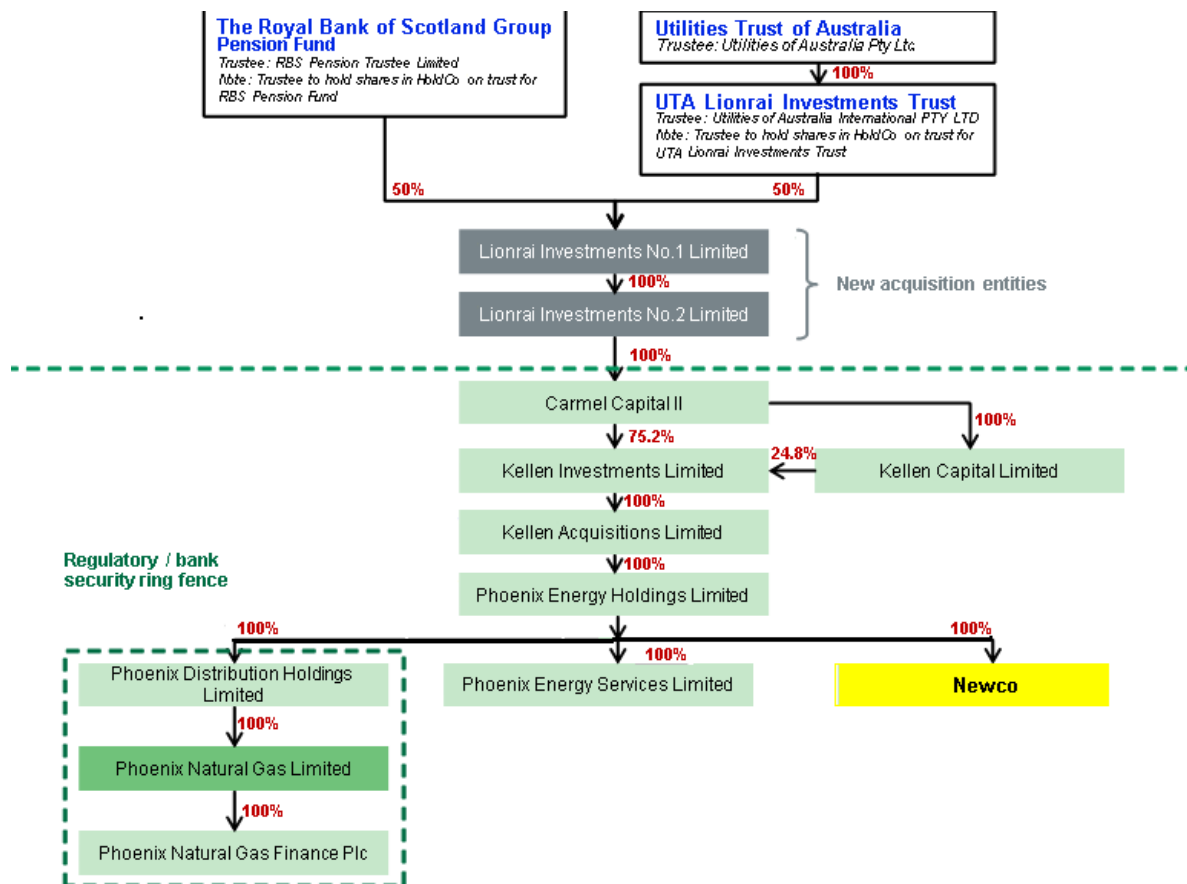 The Royal Bank of Scotland Group
Pension Fund
Trustee: RBS Pension Trustee Limited
Note: Trustee to hold shares in HoldCo on trust for
RBS Pension Fund
Utilities Trust of Australia
Trustee: Utilities of Australia Pty Ltc
100%
UTA Lionrai Investments Trust
Trustee: Utilities of Australia International PTY LTD
Note: Trustee to hold shares in HoldCo on trust for
UTA Lionrai Investments Trust
50%
50%
Lionrai Investments No.1 Limited
100%
Lionrai Investments No.2 Limited
New acquisition entities
100%
Carmel Capital II
75.2%
100%
24.8%
Kellen Investments Limited
Kellen Capital Limited
100%
Kellen Acquisitions Limited
100%
Phoenix Energy Holdings Limited
Regulatory / bank
security ring fence
100%
100%
100%
Phoenix Distribution Holdings
Limited
Phoenix Energy Services Limited
Newco
100%
Phoenix Natural Gas Limited
100%
Phoenix Natural Gas Finance Plc